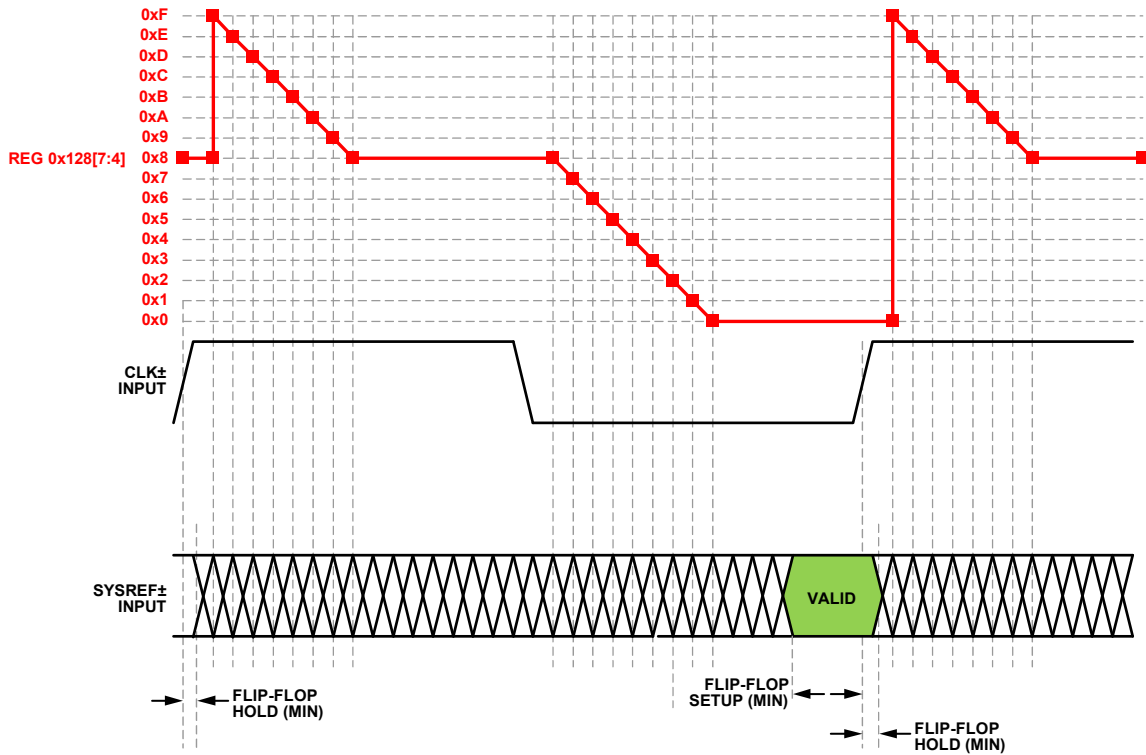 0xF
0xE
0xD
0xC
0xB
0xA
0x9
REG 0x128[7:4] 0x8
0x7
0x6
0x5
0x4
0x3
0x2
0x1
0x0
CLK±
INPUT
SYSREF±
INPUT
VALID
FLIP-FLOP
HOLD (MIN)
FLIP-FLOP
SETUP (MIN)
FLIP-FLOP
HOLD (MIN)